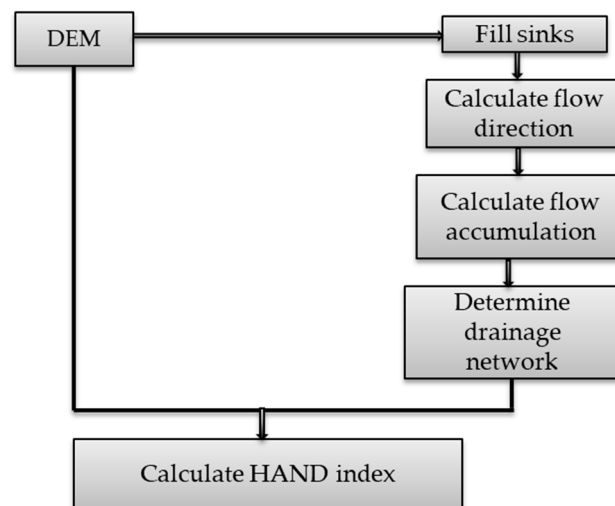 DEM
Fill sinks
Calculate flow
direction
Calculate flow
accumulation
Determine
drainage
network
Calculate HAND index